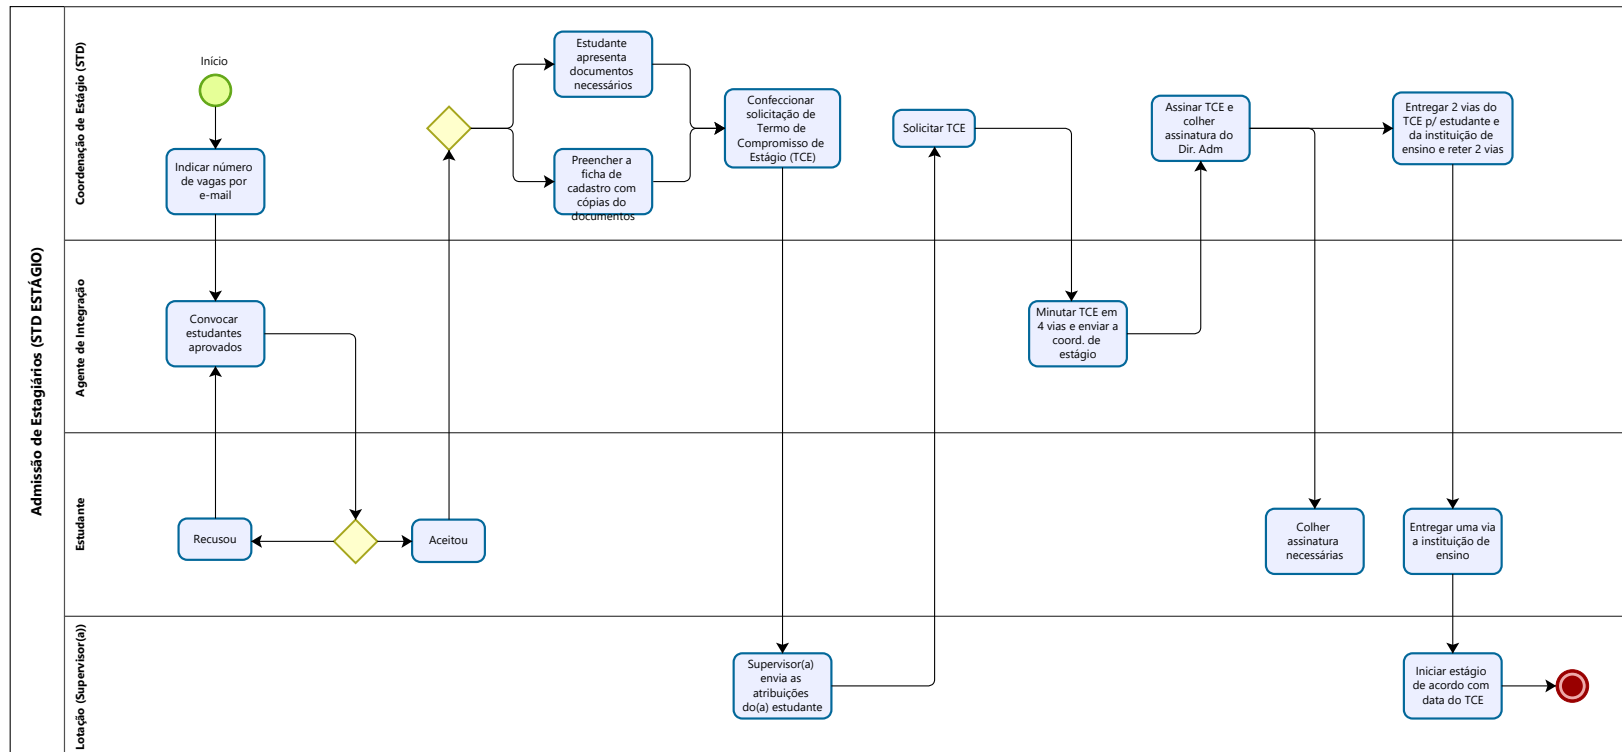 Admissão de Estagiários (STD ESTÁGIO)
Coordenação de Estágio (STD)
Início
Indicar número
de vagas por
e-mail
Estudante
apresenta
documentos
necessários
Preencher a
ficha de
cadastro com
cópias do
documentos
Confeccionar
solicitação de
Termo de
Compromisso de
Estágio (TCE)
Solicitar TCE
Assinar TCE e
colher
assinatura do
Dir. Adm
Entregar 2 vias do
TCE p/ estudante e
da instituição de
ensino e reter 2 vias
Agente de Integração
Convocar
estudantes
aprovados
Minutar TCE em
4 vias e enviar a
coord. de
estágio
Estudante
Recusou
Aceitou
Colher
assinatura
necessárias
Entregar uma via
a instituição de
ensino
Lotação (Supervisor(a))
Supervisor(a)
envia as
atribuições
do(a) estudante
Iniciar estágio
de acordo com
data do TCE